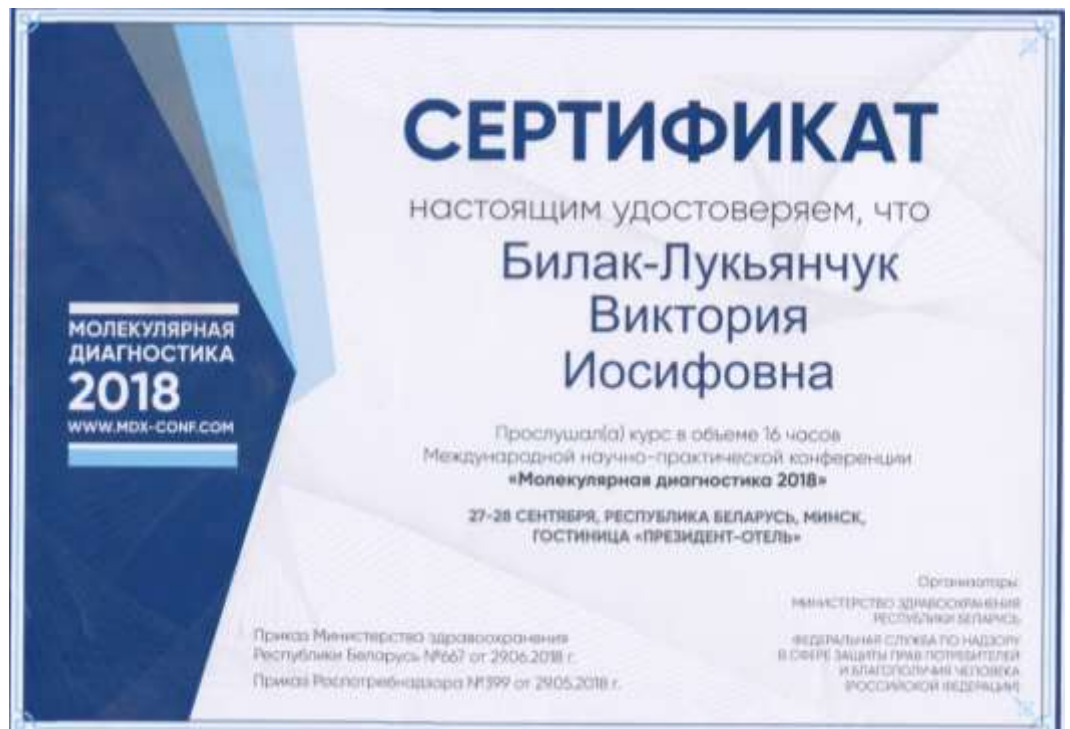 СЕРТИФИКАТ
настоящим удостоверяем, что
Билак-Лукьянчук
Виктория
Иосифовна
МОЛЕКУЛЯРНАЯ
ДИАГНОСТИКА
2018
WWW.MDX-CONF.COM
Прослушал(а) курс в объеме 16 часов
Международной научно-практической конференции
«Молекулярная диагностика 2018»
27-28 СЕНТЯБРЯ, РЕСПУБЛИКА БЕЛАРУСЬ, МИНСК,
ГОСТИНИЦА «ПРЕЗИДЕНТ-ОТЕЛЬ»
Приказ Министерства здравоохранения
Республики Беларусь №667 от 29.06.2018 г.
Приказ Роспотребнадзора №399 от 29.05.2018 г.
Организаторы:
МИНИСТЕРСТВО ЗДРАВООХРАНЕНИЯ
РЕСПУБЛИКИ БЕЛАРУСЬ
ФЕДЕРАЛЬНАЯ СЛУЖБА ПО НАДЗОРУ
В СФЕРЕ ЗАЩИТЫ ПРАВ ПОТРЕБИТЕЛЕЙ
И БЛАГОПОЛУЧИЯ ЧЕЛОВЕКА
(РОССИЙСКОЙ ФЕДЕРАЦИИ)